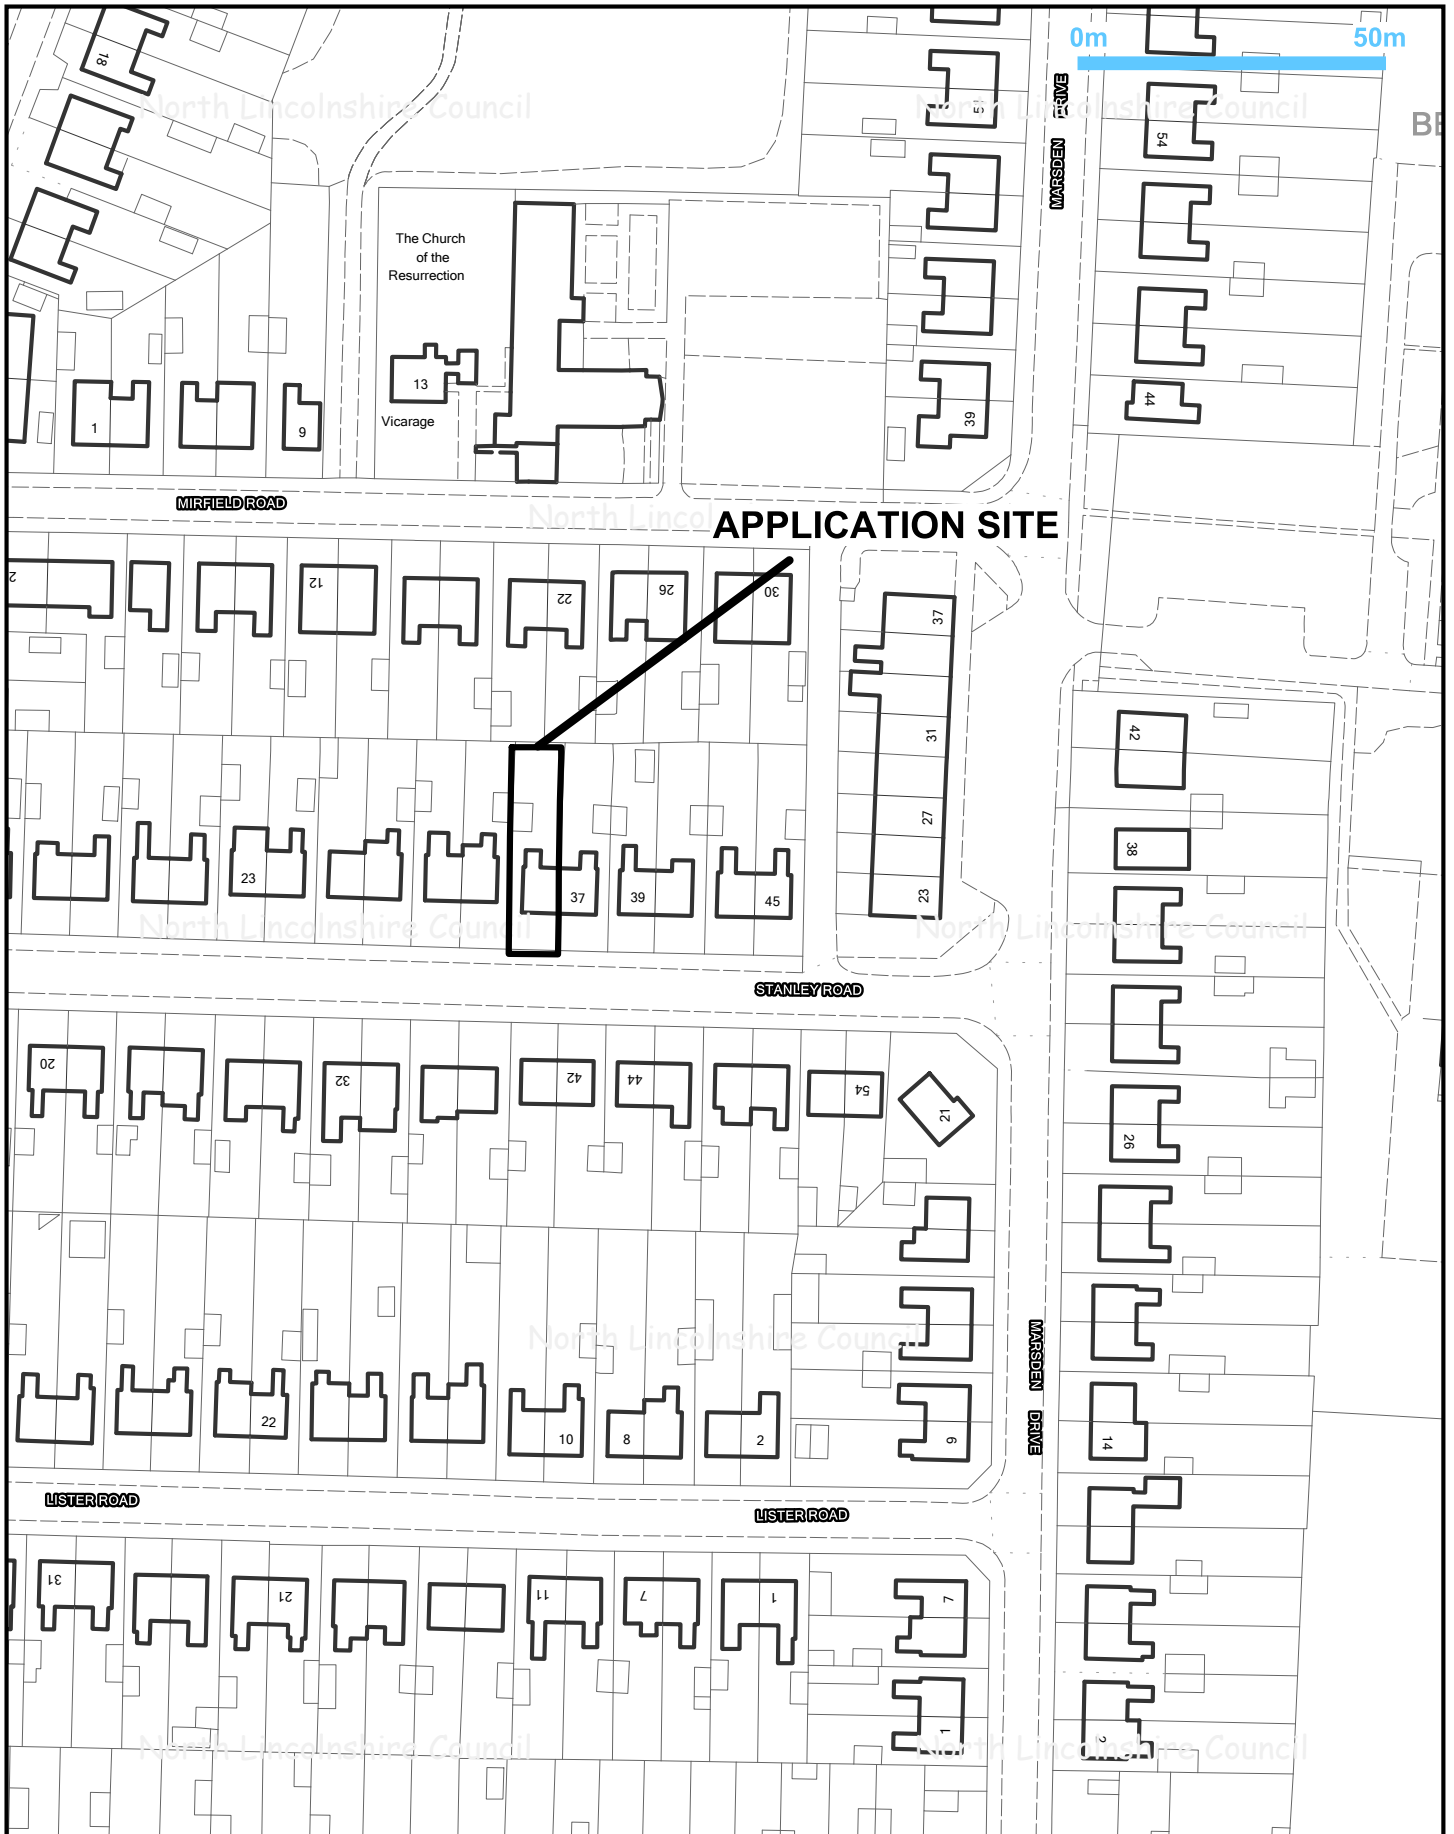 0m 50m
18
North Lincolnshire Council
North Lincolnshire Council
MARSDEN DRIVE
54
The Church
of the
Resurrection
13
Vicarage
1
9
39
44
MIRFIELD ROAD
North Lincol
APPLICATION SITE
2
12
22
26
30
37
31
27
23
42
38
23
37
39
45
North Lincolnshire Council
North Lincolnshire Council
STANLEY ROAD
20
32
42
44
54
21
26
North Lincolnshire Council
MARSDEN DRIVE
22
10
8
2
9
14
LISTER ROAD
LISTER ROAD
31
21
11
7
1
7
1
2
North Lincolnshire Council
North Lincolnshire Council